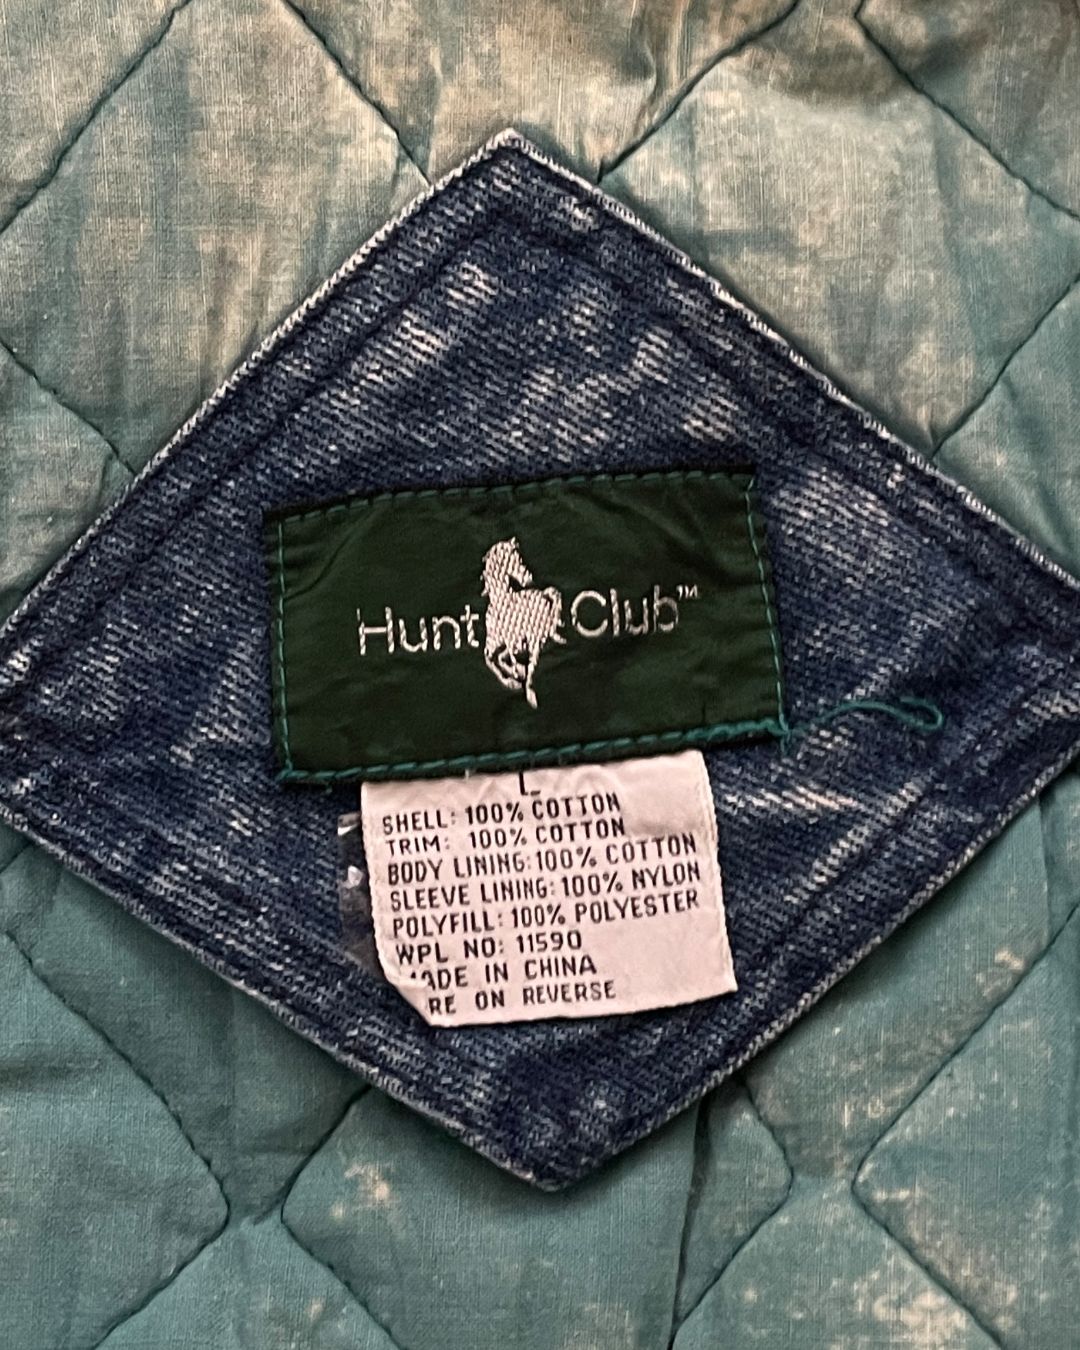 Hunt Club™
L
SHELL: 100% COTTON
TRIM: 100% COTTON
BODY LINING: 100% COTTON
SLEEVE LINING: 100% NYLON
POLYFILL: 100% POLYESTER
WPL NO: 11590
ADE IN CHINA
RE ON REVERSE